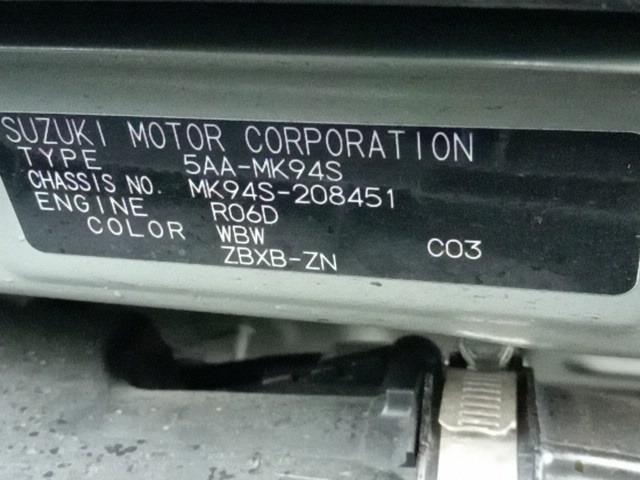 SUZUKI MOTOR CORPORATION
TYPE 5AA-MK94S
CHASSIS NO. MK94S-208451
ENGINE R06D
COLOR WBW
ZBXB-ZN C03